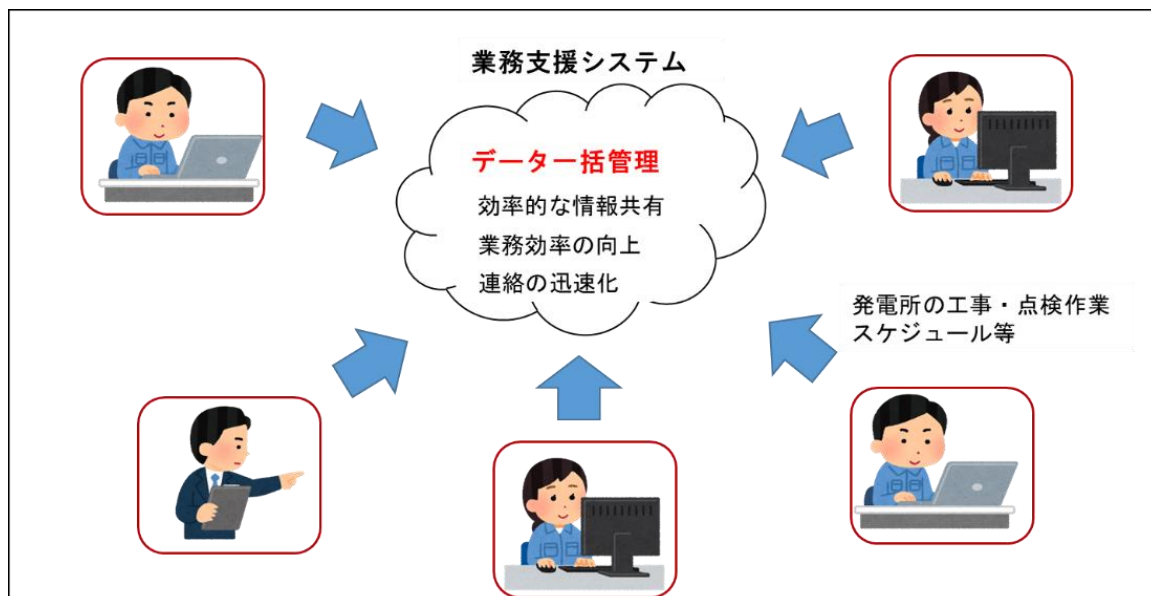 業務支援システム
データ一括管理
効率的な情報共有
業務効率の向上
連絡の迅速化
発電所の工事・点検作業
スケジュール等